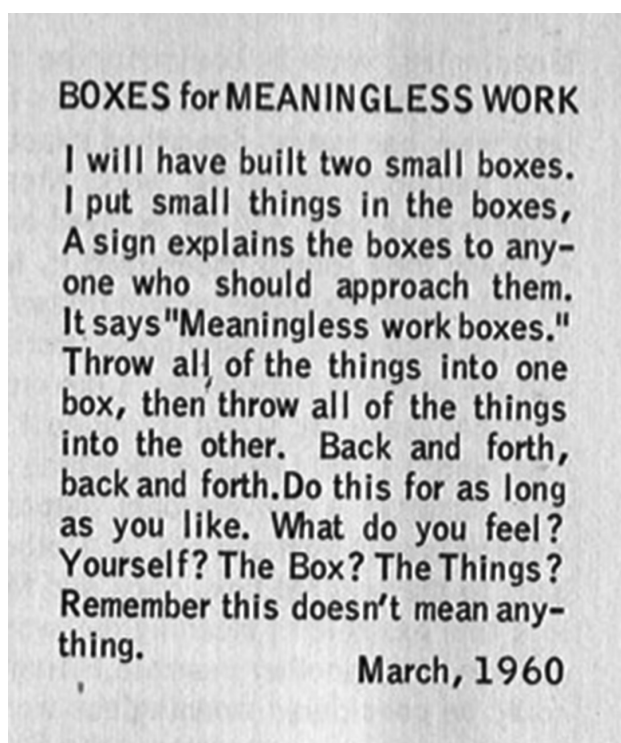 BOXES for MEANINGLESS WORK
I will have built two small boxes.
I put small things in the boxes,
A sign explains the boxes to any-
one who should approach them.
It says "Meaningless work boxes."
Throw all of the things into one
box, then throw all of the things
into the other. Back and forth,
back and forth. Do this for as long
as you like. What do you feel?
Yourself? The Box? The Things?
Remember this doesn't mean any-
thing.
March, 1960